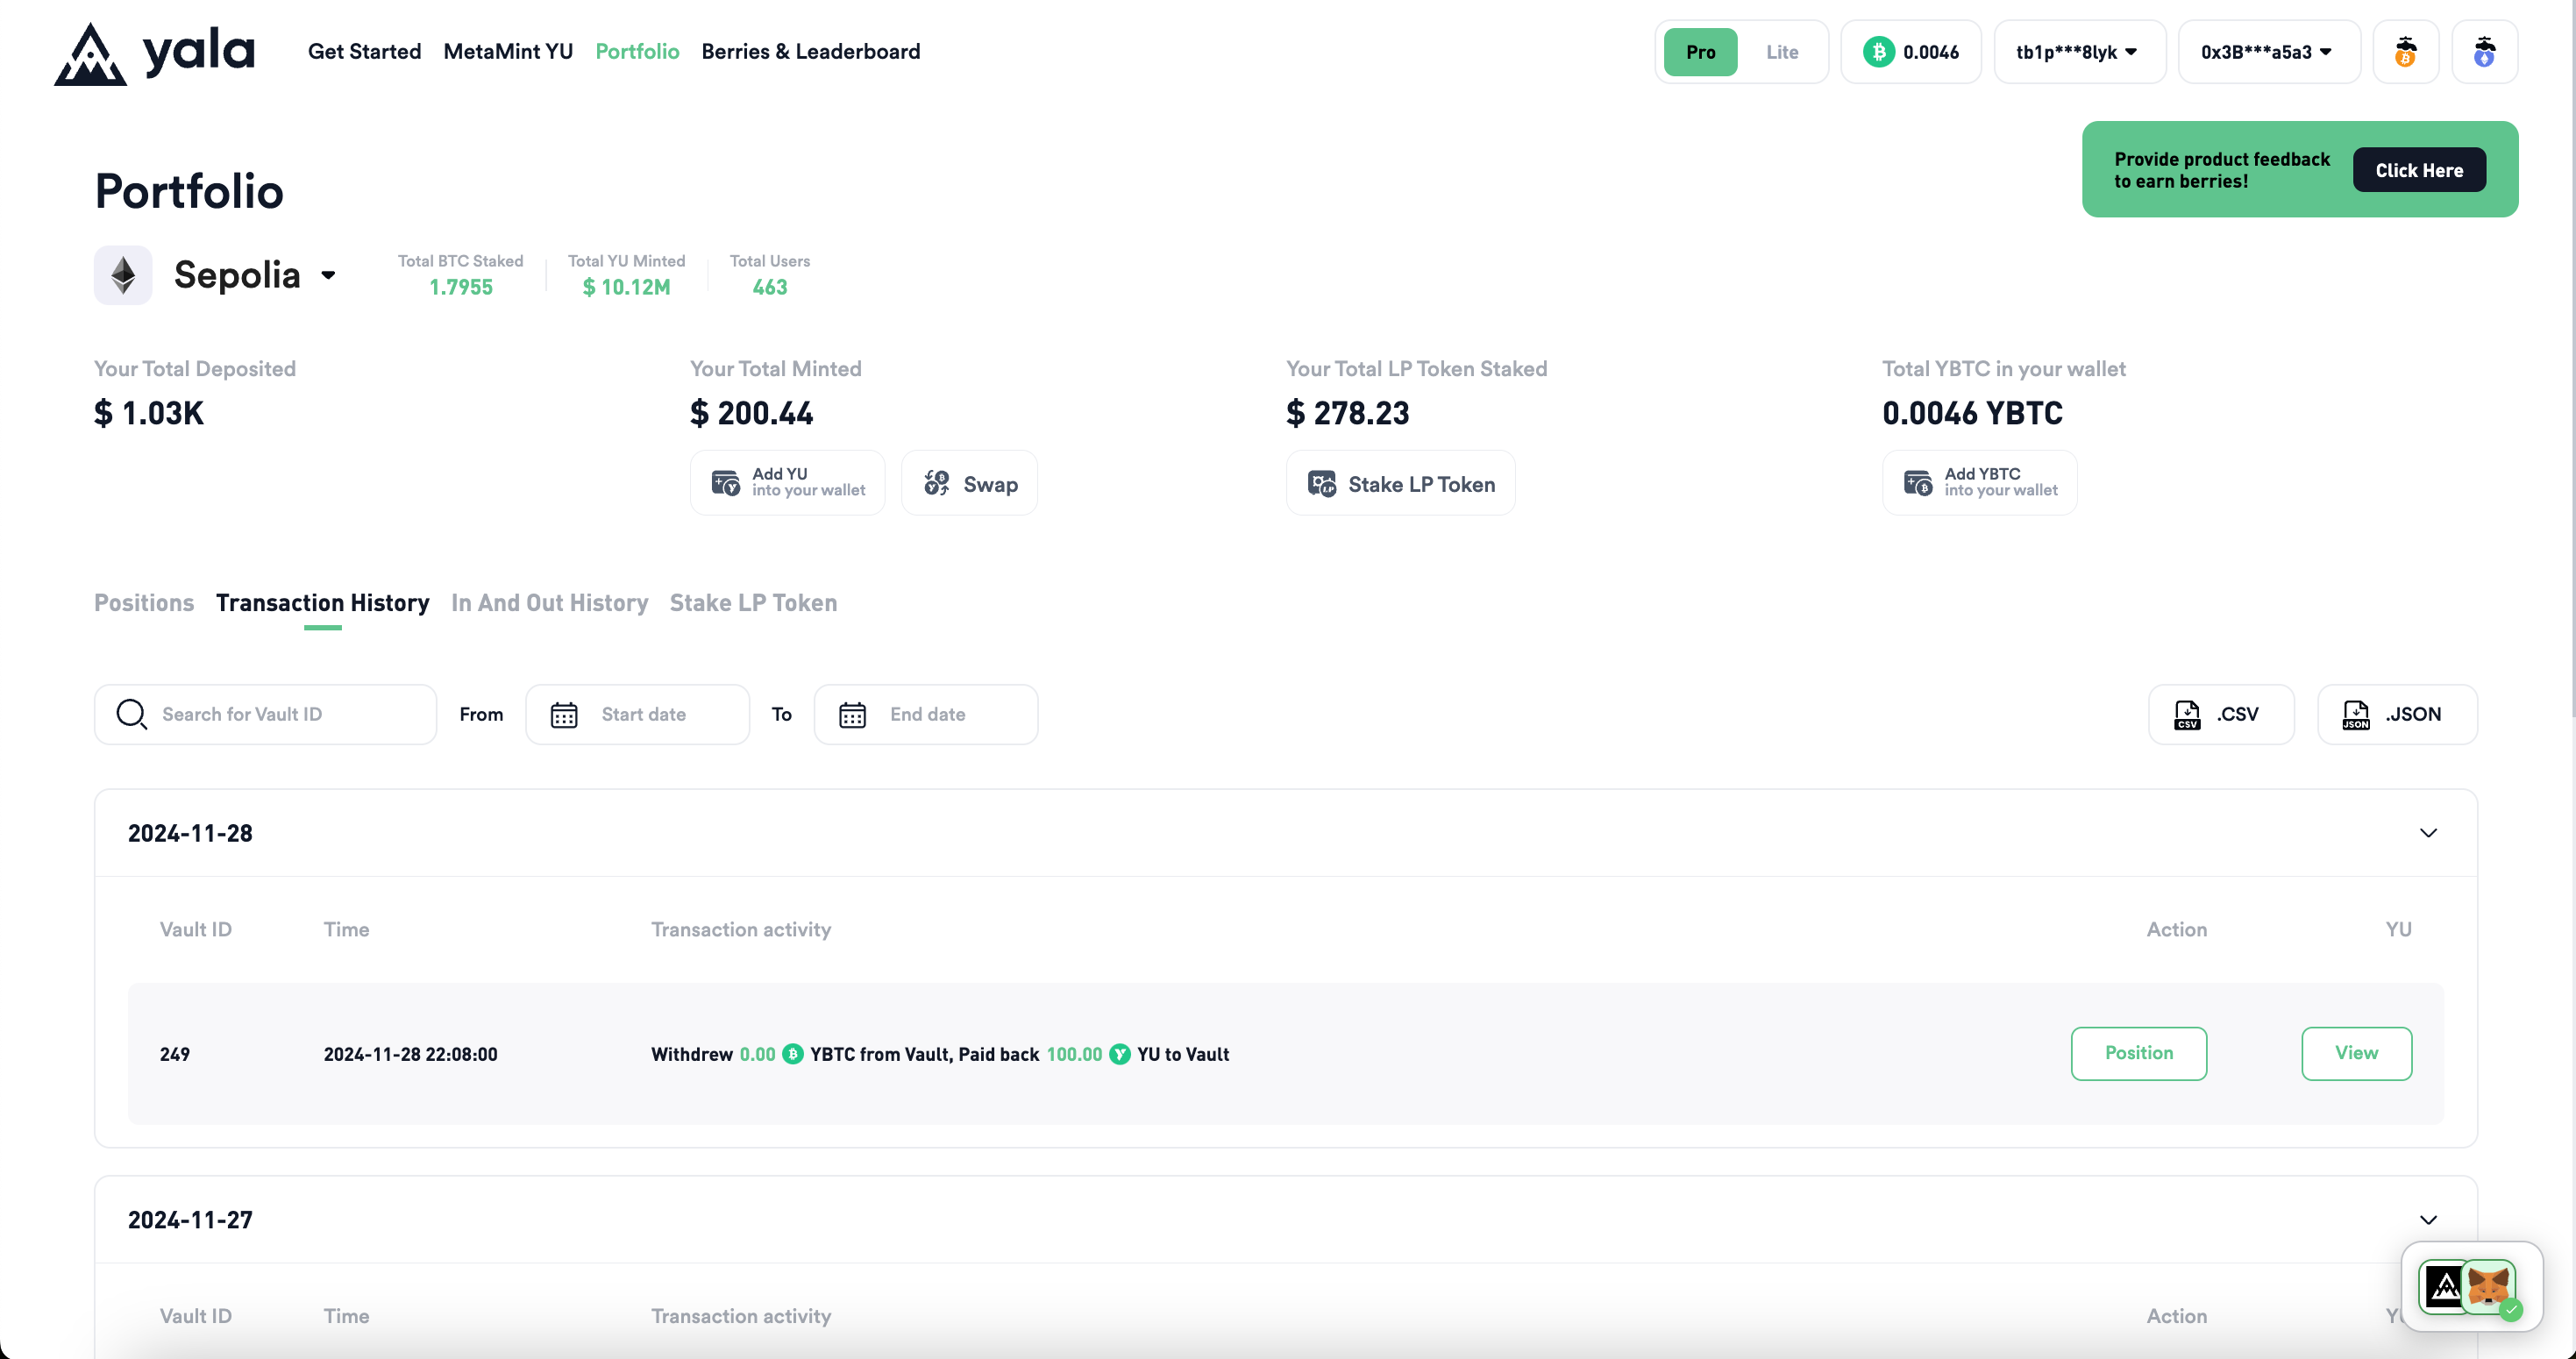 yala
Get Started
MetaMint YU
Portfolio
Berries & Leaderboard
Pro
Lite
0.0046
tb1p***8lyk
0x3B***a5a3
Provide product feedback
to earn berries!
Click Here
Portfolio
Sepolia
Total BTC Staked
1.7955
Total YU Minted
$ 10.12M
Total Users
463
Your Total Deposited
$ 1.03K
Your Total Minted
$ 200.44
Add YU
into your wallet
Swap
Your Total LP Token Staked
$ 278.23
Stake LP Token
Total YBTC in your wallet
0.0046 YBTC
Add YBTC
into your wallet
Positions
Transaction History
In And Out History
Stake LP Token
Search for Vault ID
From
Start date
To
End date
CSV
.CSV
JSON
.JSON
2024-11-28
Vault ID
Time
Transaction activity
Action
YU
249
2024-11-28 22:08:00
Withdrew 0.00 YBTC from Vault, Paid back 100.00 YU to Vault
Position
View
2024-11-27
Vault ID
Time
Transaction activity
Action